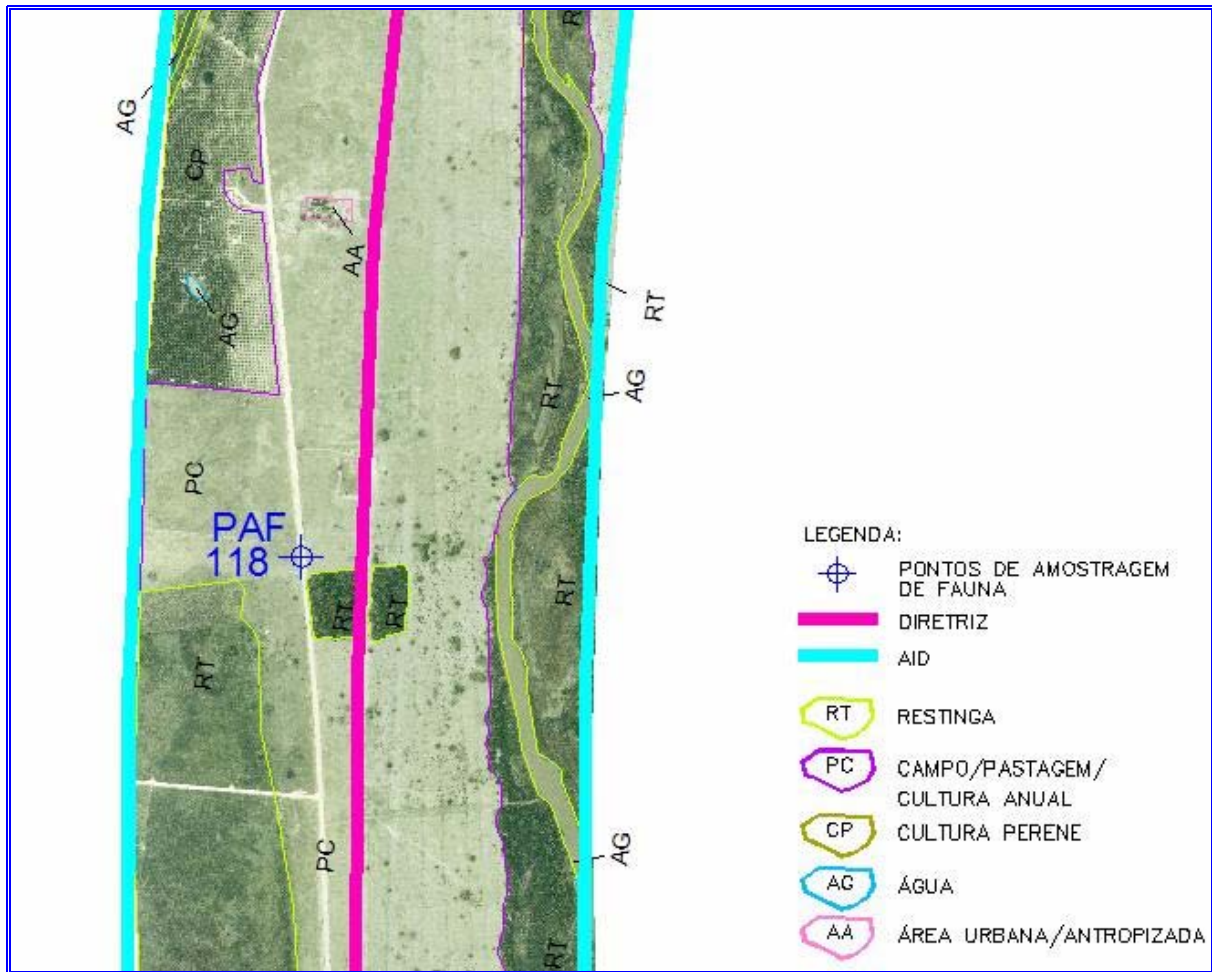 R
AG
CP
AA
RT
AG
AG
RT
PC
PAF
118
RT
RT
RT
RT
PC
AG
RT
LEGENDA:
PONTOS DE AMOSTRAGEM
DE FAUNA
DIRETRIZ
AID
RT RESTINGA
PC CAMPO/PASTAGEM/
CULTURA ANUAL
CP CULTURA PERENE
AG ÁGUA
AA ÁREA URBANA/ANTROPIZADA